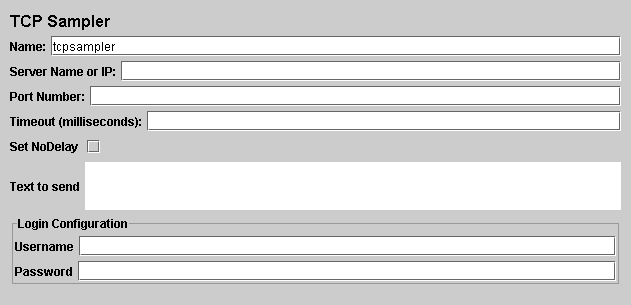 TCP Sampler
Name: tcpsampler
Server Name or IP:
Port Number:
Timeout (milliseconds):
Set NoDelay
Text to send
Login Configuration
Username
Password